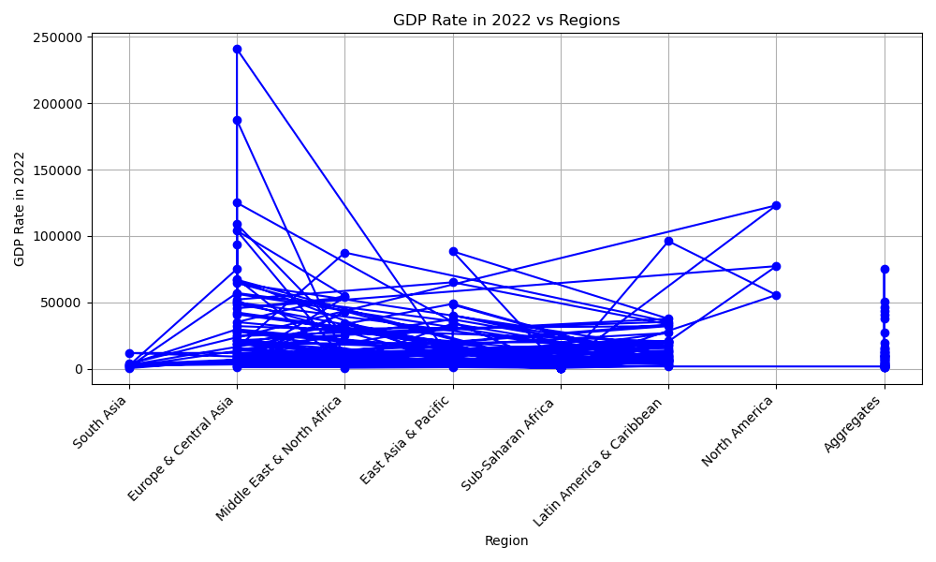 GDP Rate in 2022 vs Regions
GDP Rate in 2022
250000
200000
150000
100000
50000
0
South Asia
Europe & Central Asia
Middle East & North Africa
East Asia & Pacific
Sub-Saharan Africa
Latin America & Caribbean
North America
Aggregates
Region